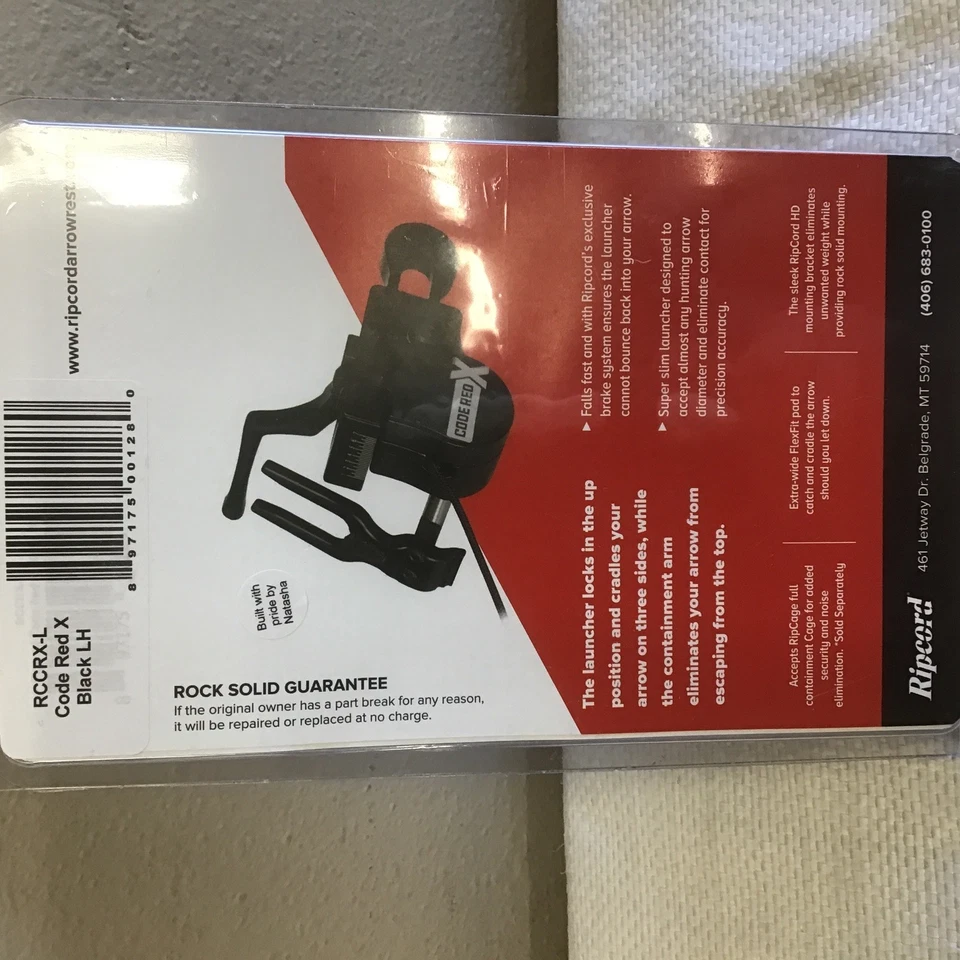 RCCRX-L
Code Red X
Black LH
8 97175 00128 0
www.ripcordarrowrest.
CODE RED X
Built with
pride by
Natasha
ROCK SOLID GUARANTEE
If the original owner has a part break for any reason,
it will be repaired or replaced at no charge.
The launcher locks in the up
position and cradles your
arrow on three sides, while
the containment arm
eliminates your arrow from
escaping from the top.
▶ Falls fast and with Ripcord's exclusive
brake system ensures the launcher
cannot bounce back into your arrow.
▶ Super slim launcher designed to
accept almost any hunting arrow
diameter and eliminate contact for
precision accuracy.
Accepts RipCage full
containment Cage for added
security and noise
elimination. *Sold Separately
Extra-wide FlexFit pad to
catch and cradle the arrow
should you let down.
The sleek RipCord HD
mounting bracket eliminates
unwanted weight while
providing rock solid mounting.
Ripcord 461 Jetway Dr. Belgrade, MT 59714 (406) 683-0100